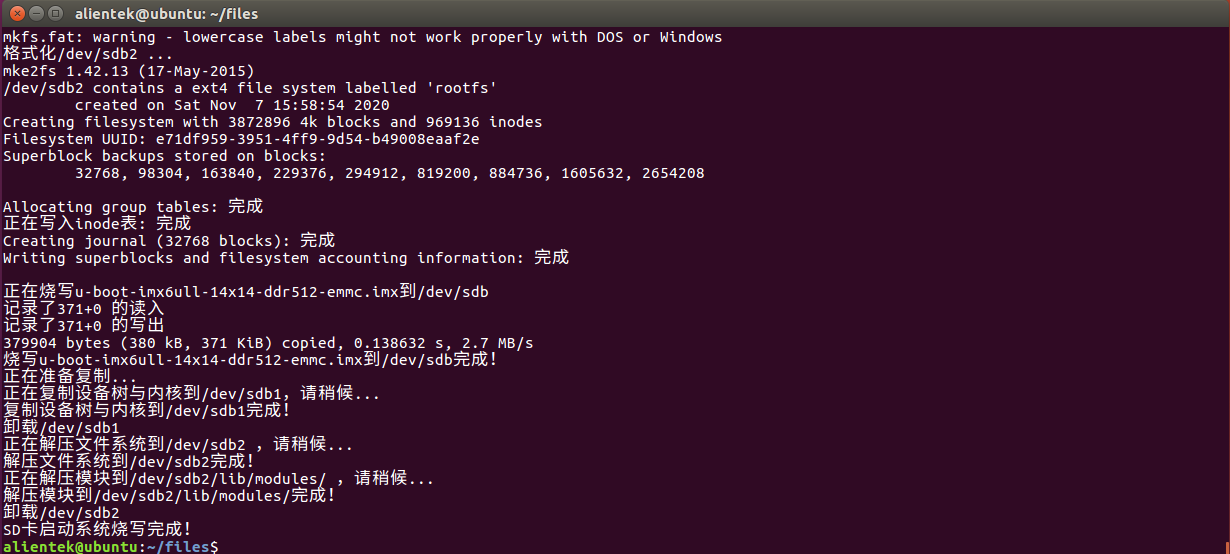 alientek@ubuntu: ~/files
mkfs.fat: warning - lowercase labels might not work properly with DOS or Windows
格式化/dev/sdb2 ...
mke2fs 1.42.13 (17-May-2015)
/dev/sdb2 contains a ext4 file system labelled 'rootfs'
        created on Sat Nov  7 15:58:54 2020
Creating filesystem with 3872896 4k blocks and 969136 inodes
Filesystem UUID: e71df959-3951-4ff9-9d54-b49008eaaf2e
Superblock backups stored on blocks:
        32768, 98304, 163840, 229376, 294912, 819200, 884736, 1605632, 2654208
Allocating group tables: 完成
正在写入inode表: 完成
Creating journal (32768 blocks): 完成
Writing superblocks and filesystem accounting information: 完成
正在烧写u-boot-imx6ull-14x14-ddr512-emmc.imx到/dev/sdb
记录了371+0 的读入
记录了371+0 的写出
379904 bytes (380 kB, 371 KiB) copied, 0.138632 s, 2.7 MB/s
烧写u-boot-imx6ull-14x14-ddr512-emmc.imx到/dev/sdb完成！
正在准备复制...
正在复制设备树与内核到/dev/sdb1，请稍候...
复制设备树与内核到/dev/sdb1完成！
卸载/dev/sdb1
正在解压文件系统到/dev/sdb2 ，请稍候...
解压文件系统到/dev/sdb2完成！
正在解压模块到/dev/sdb2/lib/modules/ ，请稍候...
解压模块到/dev/sdb2/lib/modules/完成！
卸载/dev/sdb2
SD卡启动系统烧写完成！
alientek@ubuntu:~/files$